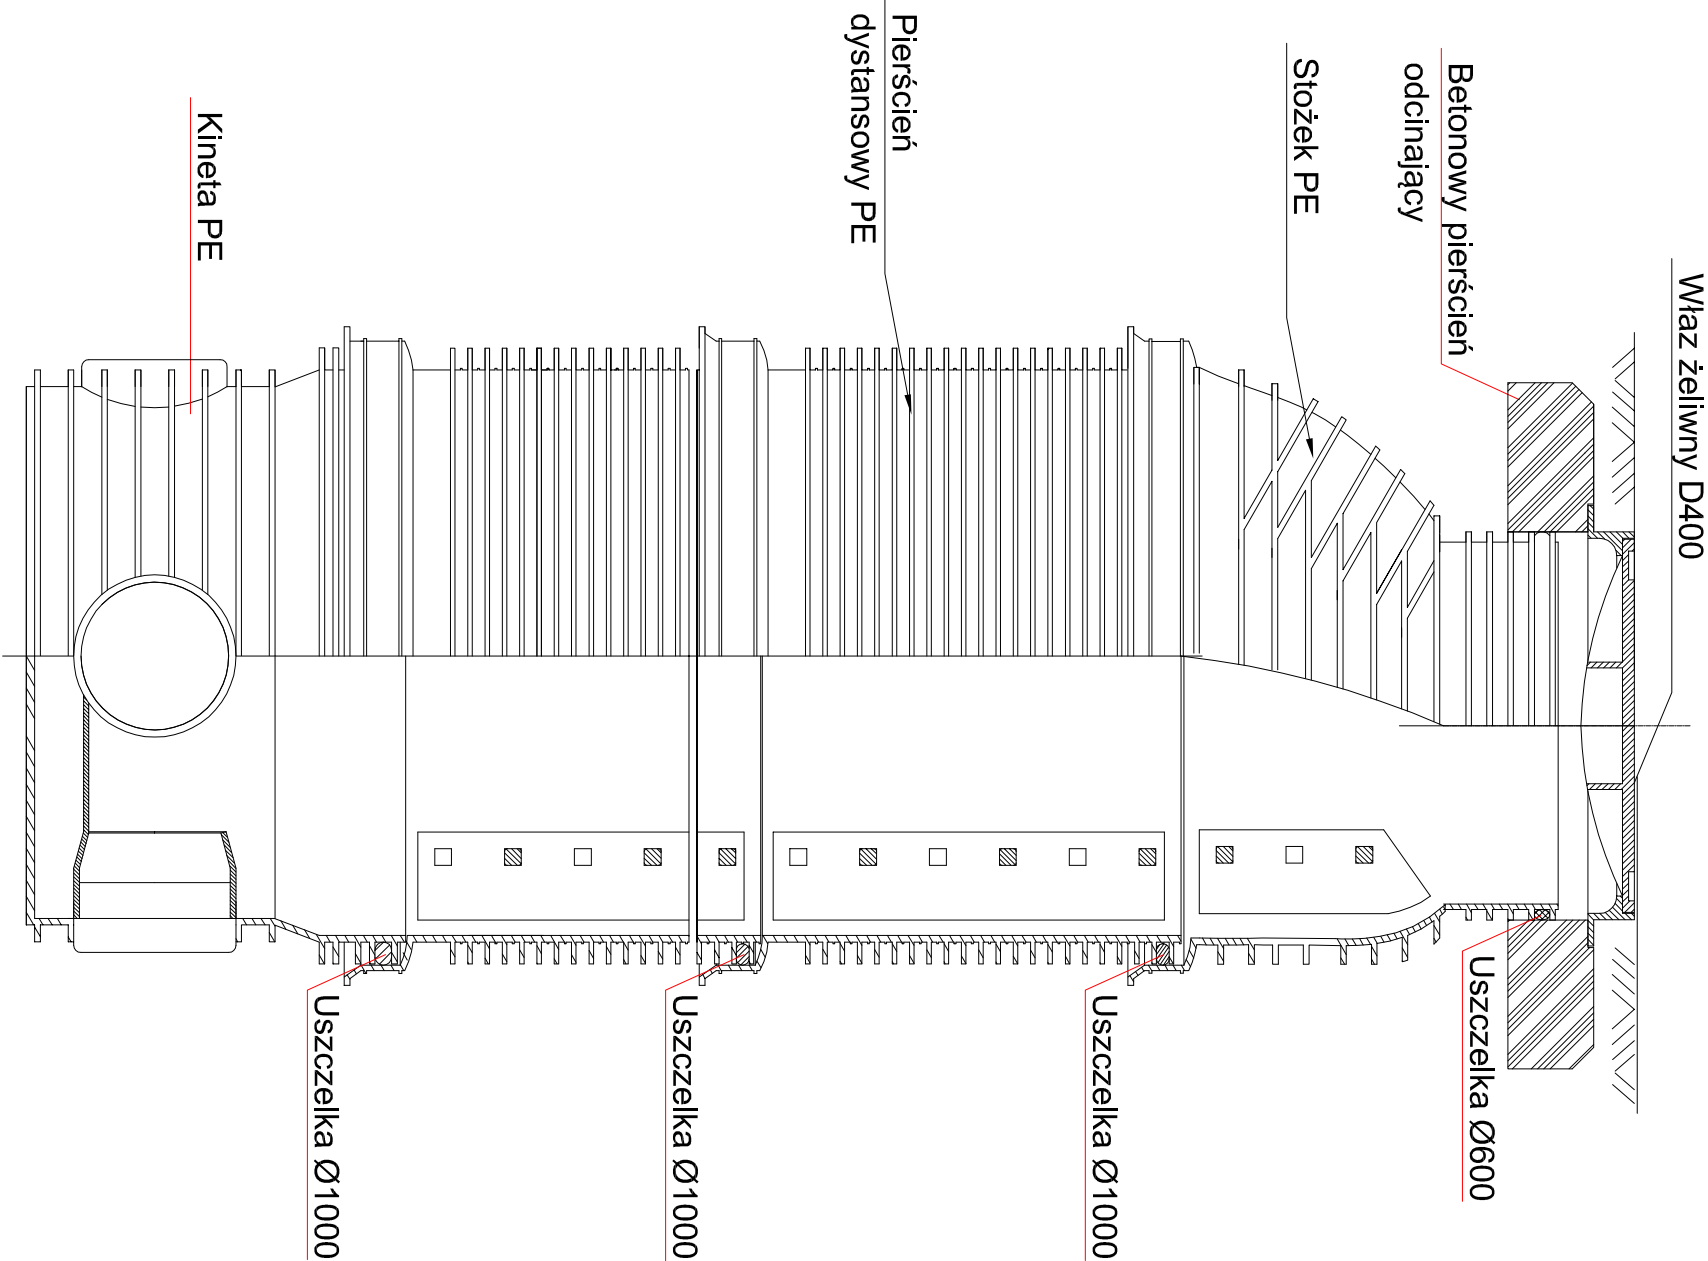 Właz żeliwny D400
Betonowy pierścień
odcinający
Stożek PE
Pierścień
dystansowy PE
Kineta PE
Uszczelka Ø600
Uszczelka Ø1000
Uszczelka Ø1000
Uszczelka Ø1000